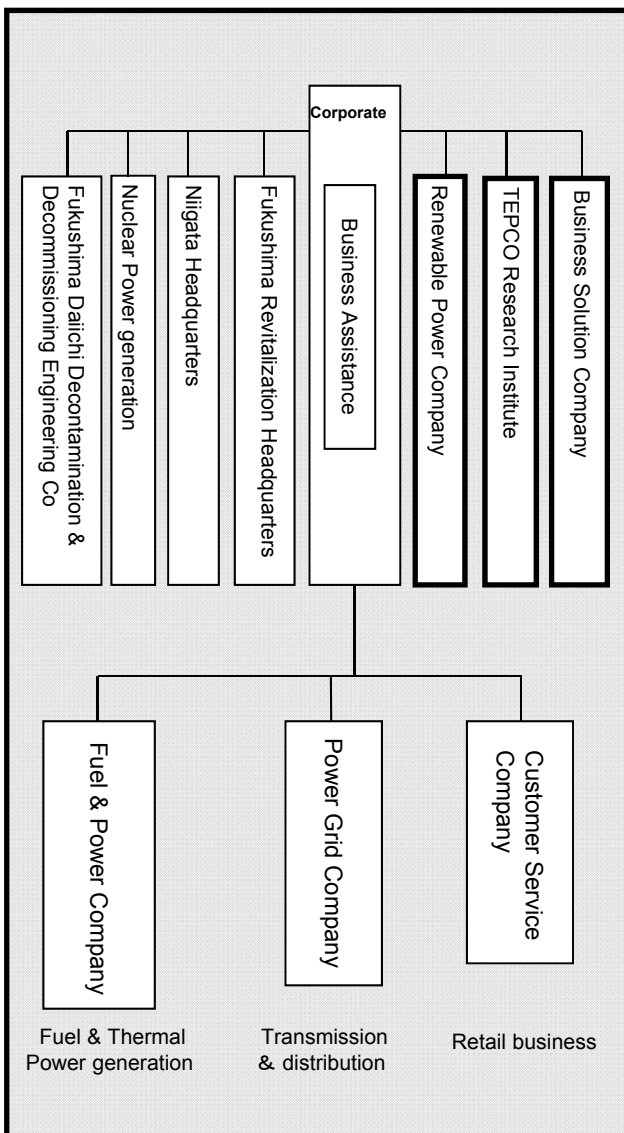 Corporate
Fukushima Daiichi Decontamination &
Decommissioning Engineering Co
Nuclear Power generation
Niigata Headquarters
Fukushima Revitalization Headquarters
Business Assistance
Renewable Power Company
TEPCO Research Institute
Business Solution Company
Fuel & Power Company
Power Grid Company
Customer Service
Company
Fuel & Thermal
Power generation
Transmission
& distribution
Retail business